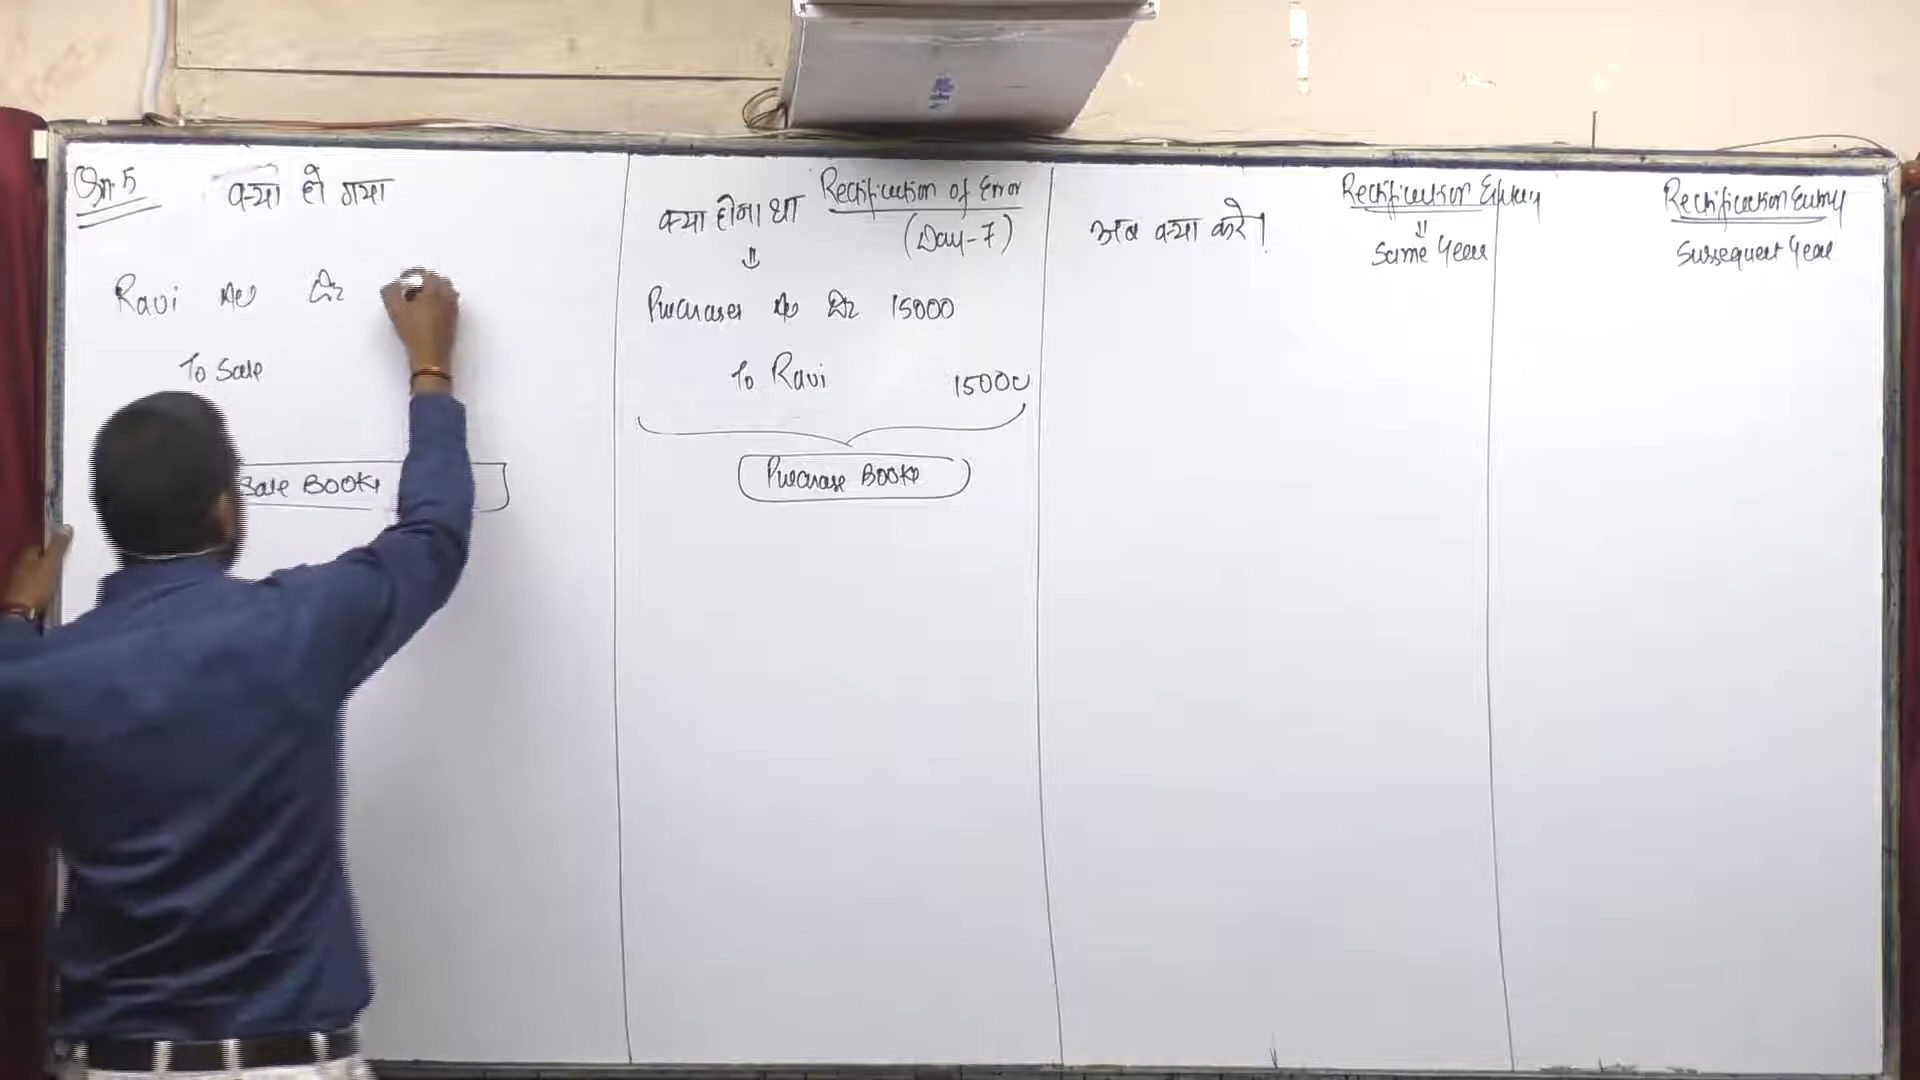 Qn. 5
क्या हो गया
Ravi A/c Dr
To Sale
Sale Book
क्या होना था
Rectification of Error
(Day-7)
⇓
Purchases A/c Dr 15000
To Ravi 15000
Purchase Book
अब क्या करे!
Rectification Entry
⇓
Same Year
Rectification Entry
Subsequent Year